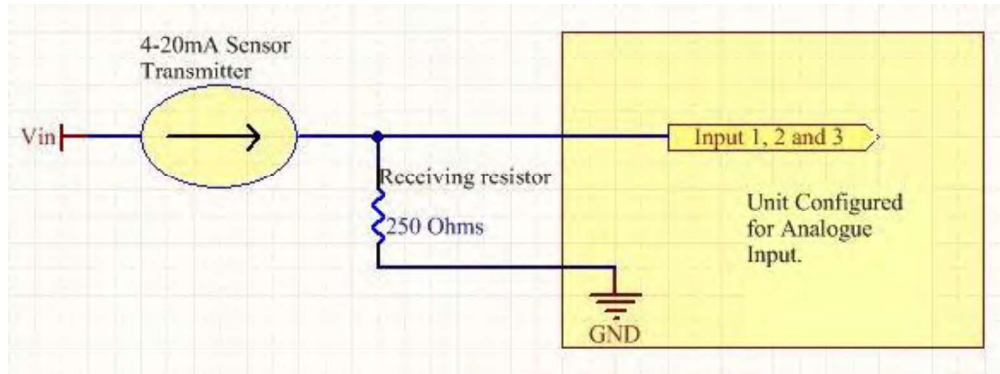 4-20mA Sensor
Transmitter
Vin
Input 1, 2 and 3
Receiving resistor
250 Ohms
Unit Configured
for Analogue
Input.
GND